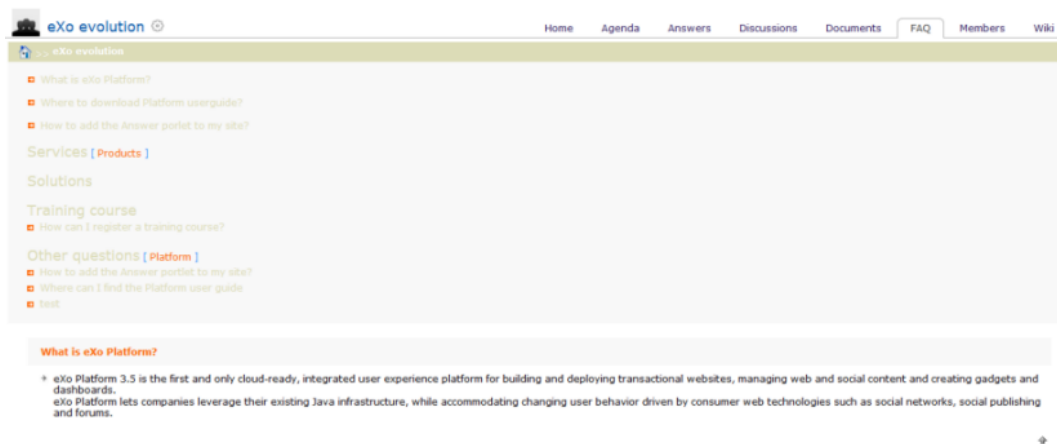 eXo evolution
Home Agenda Answers Discussions Documents FAQ Members Wiki
>> eXo evolution
What is eXo Platform?
Where to download Platform userguide?
How to add the Answer porlet to my site?
Services [ Products ]
Solutions
Training course
How can I register a training course?
Other questions [ Platform ]
How to add the Answer portlet to my site?
Where can I find the Platform user guide
test
What is eXo Platform?
eXo Platform 3.5 is the first and only cloud-ready, integrated user experience platform for building and deploying transactional websites, managing web and social content and creating gadgets and
dashboards.
eXo Platform lets companies leverage their existing Java infrastructure, while accommodating changing user behavior driven by consumer web technologies such as social networks, social publishing
and forums.